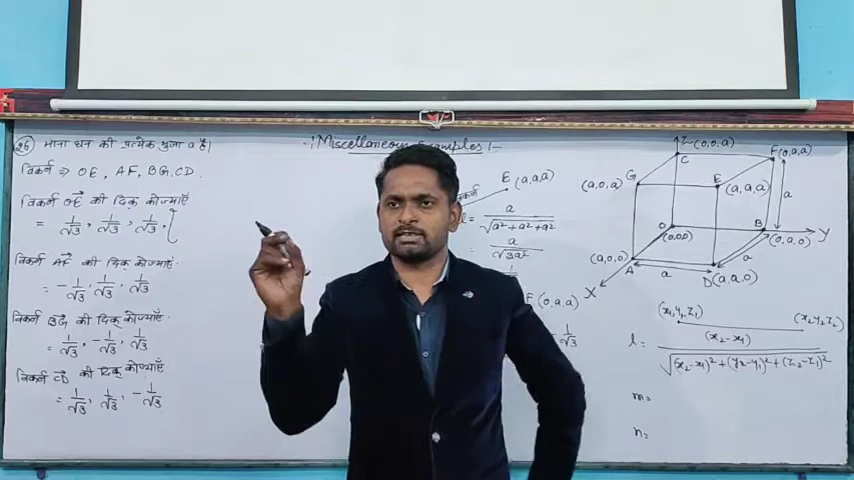 -: Miscellaneous Examples :-
(26) माना घन की प्रत्येक भुजा a है।
विकर्ण ⇒ OE, AF, BG, CD.
विकर्ण OE की दिक् कोज्याएँ
= 1/√3, 1/√3, 1/√3,
विकर्ण AF की दिक् कोज्याएँ.
= -1/√3, 1/√3, 1/√3
विकर्ण BG की दिक् कोज्याएँ.
= 1/√3, -1/√3, 1/√3
विकर्ण CD की दिक् कोज्याएँ
= 1/√3, 1/√3, -1/√3
E(a,a,a)
a/√(a²+a²+a²)
= a/√3a²
F(0,a,a)
-1/√3
Z (0,0,a)
C
F(0,a,a)
(a,0,a) G
E
(a,a,a)
a
O
(0,0,0)
B
Y
(0,a,0)
(a,0,0)
A
a
a
X
D(a,a,0)
(x₁,y₁,z₁)
(x₂,y₂,z₂)
l = (x₂-x₁)/√((x₂-x₁)²+(y₂-y₁)²+(z₂-z₁)²)
m=
n=